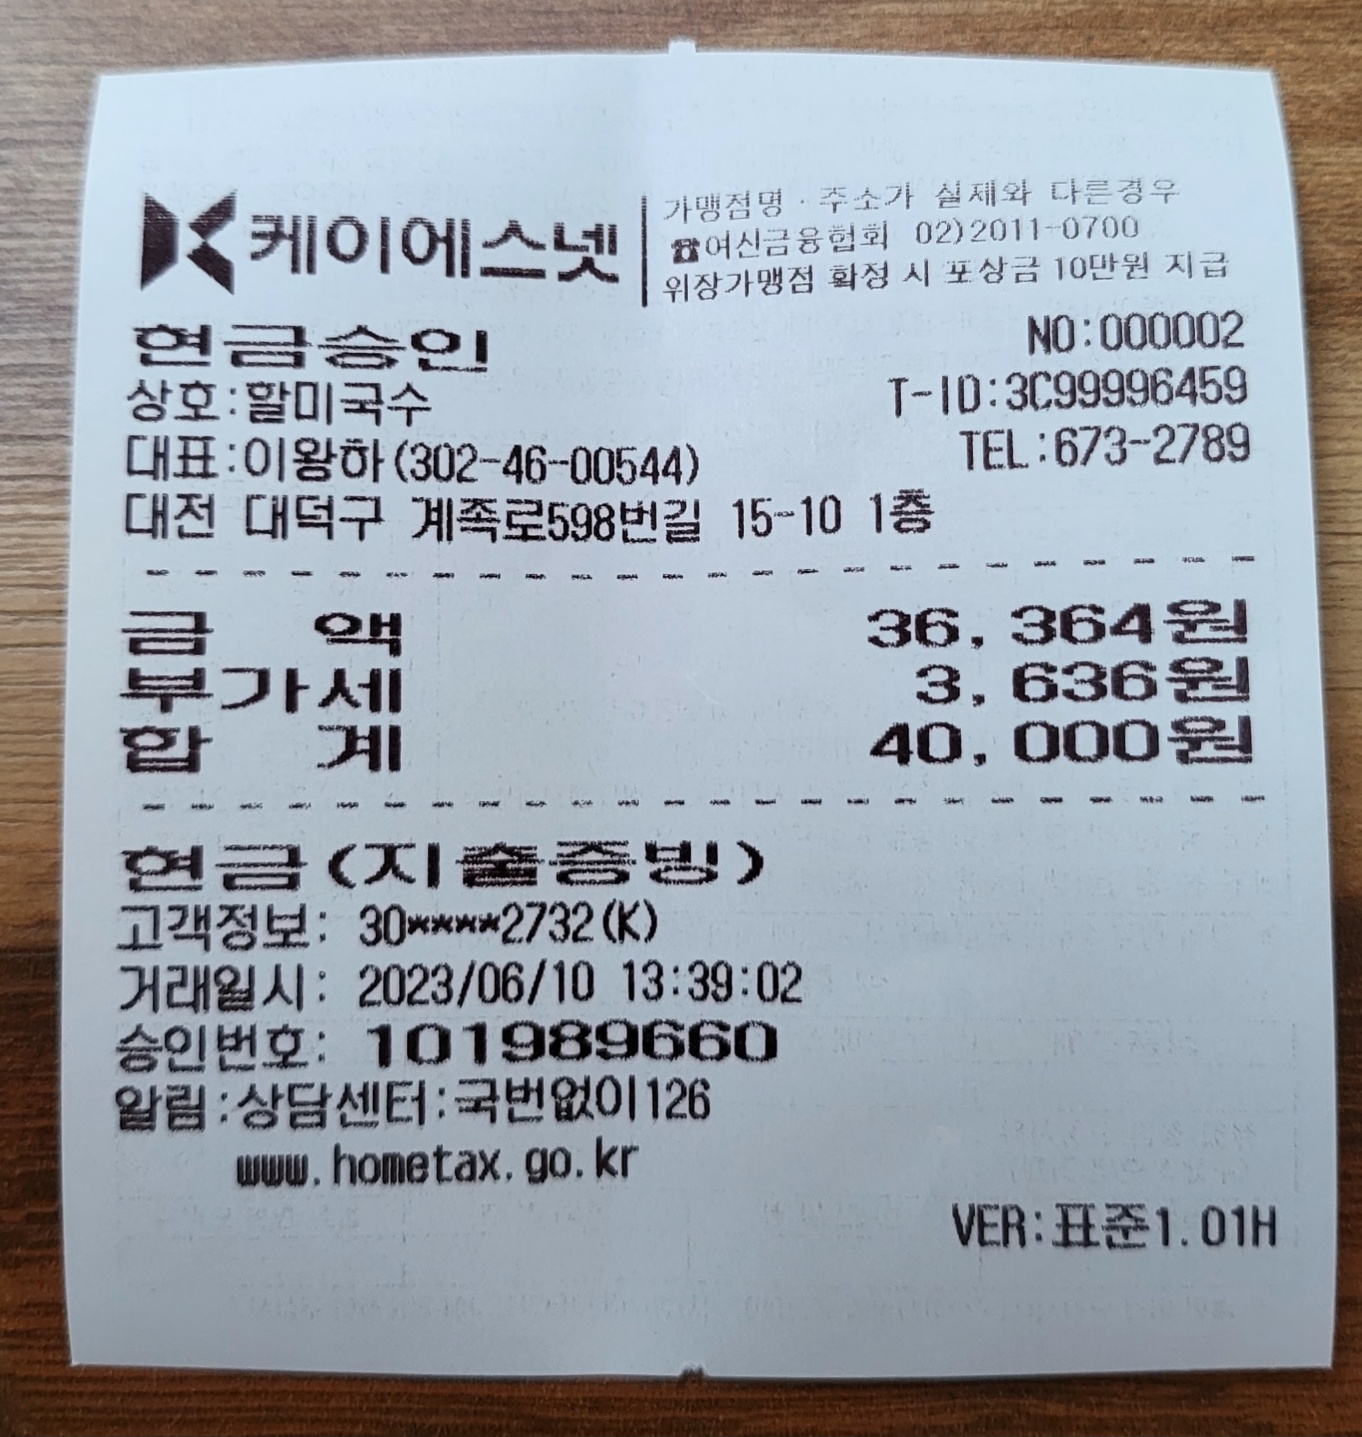 케이에스넷
가맹점명·주소가 실제와 다른경우
☎여신금융협회 02)2011-0700
위장가맹점 확정 시 포상금 10만원 지급
현금승인
NO:000002
상호:할미국수
T-ID:3C99996459
대표:이왕하(302-46-00544)
TEL:673-2789
대전 대덕구 계족로598번길 15-10 1층
금 액 36,364원
부가세 3,636원
합 계 40,000원
현금(지출증빙)
고객정보: 30****2732(K)
거래일시: 2023/06/10 13:39:02
승인번호: 101989660
알림:상담센터:국번없이126
www.hometax.go.kr
VER:표준1.01H